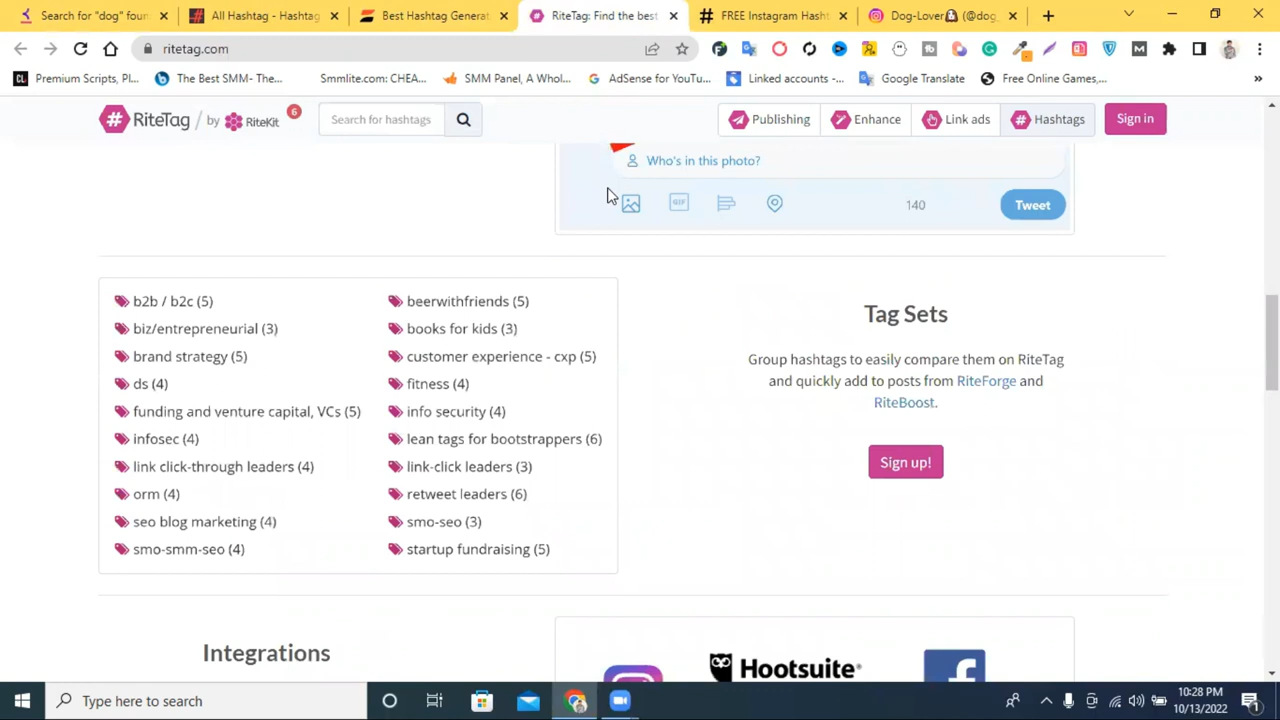 Search for "dog" foun
All Hashtag - Hashtag
Best Hashtag Generat
RiteTag: Find the best
FREE Instagram Hasht
Dog-Lover (@dog_
ritetag.com
Premium Scripts, Pl...
The Best SMM- The...
Smmlite.com: CHEA...
SMM Panel, A Whol...
AdSense for YouTu...
Linked accounts -...
Google Translate
Free Online Games,...
RiteTag / by RiteKit 6
Search for hashtags
Publishing
Enhance
Link ads
Hashtags
Sign in
Who's in this photo?
GIF
140
Tweet
b2b / b2c (5)
biz/entrepreneurial (3)
brand strategy (5)
ds (4)
funding and venture capital, VCs (5)
infosec (4)
link click-through leaders (4)
orm (4)
seo blog marketing (4)
smo-smm-seo (4)
beerwithfriends (5)
books for kids (3)
customer experience - cxp (5)
fitness (4)
info security (4)
lean tags for bootstrappers (6)
link-click leaders (3)
retweet leaders (6)
smo-seo (3)
startup fundraising (5)
Tag Sets
Group hashtags to easily compare them on RiteTag
and quickly add to posts from RiteForge and
RiteBoost.
Sign up!
Integrations
Hootsuite®
Type here to search
10:28 PM
10/13/2022
1